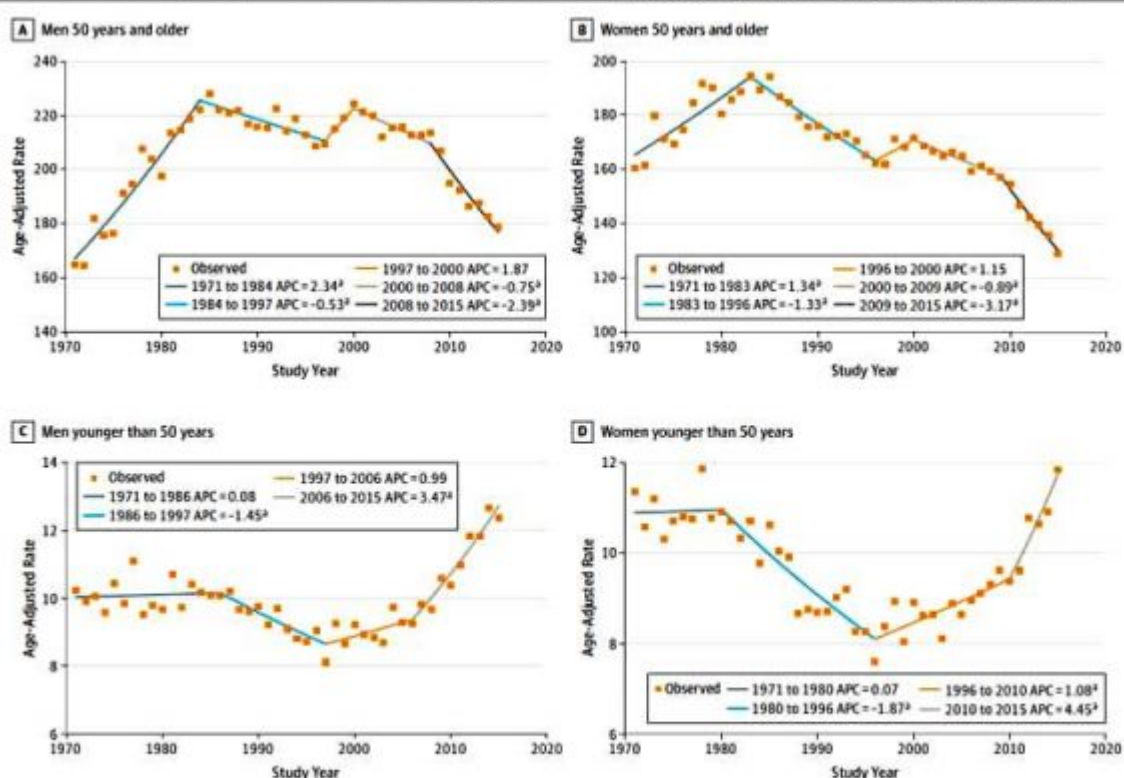 A Men 50 years and older
240
220
200
180
160
140
Age-Adjusted Rate
Observed
1971 to 1984 APC = 2.34ª
1984 to 1997 APC = -0.53ª
1997 to 2000 APC = 1.87
2000 to 2008 APC = -0.75ª
2008 to 2015 APC = -2.39ª
1970 1980 1990 2000 2010 2020
Study Year
B Women 50 years and older
200
180
160
140
120
100
Age-Adjusted Rate
Observed
1971 to 1983 APC = 1.34ª
1983 to 1996 APC = -1.33ª
1996 to 2000 APC = 1.15
2000 to 2009 APC = -0.89ª
2009 to 2015 APC = -3.17ª
1970 1980 1990 2000 2010 2020
Study Year
C Men younger than 50 years
14
12
10
8
6
Age-Adjusted Rate
Observed
1971 to 1986 APC = 0.08
1986 to 1997 APC = -1.45ª
1997 to 2006 APC = 0.99
2006 to 2015 APC = 3.47ª
1970 1980 1990 2000 2010 2020
Study Year
D Women younger than 50 years
12
10
8
6
Age-Adjusted Rate
Observed
1971 to 1980 APC = 0.07
1980 to 1996 APC = -1.87ª
1996 to 2010 APC = 1.08ª
2010 to 2015 APC = 4.45ª
1970 1980 1990 2000 2010 2020
Study Year